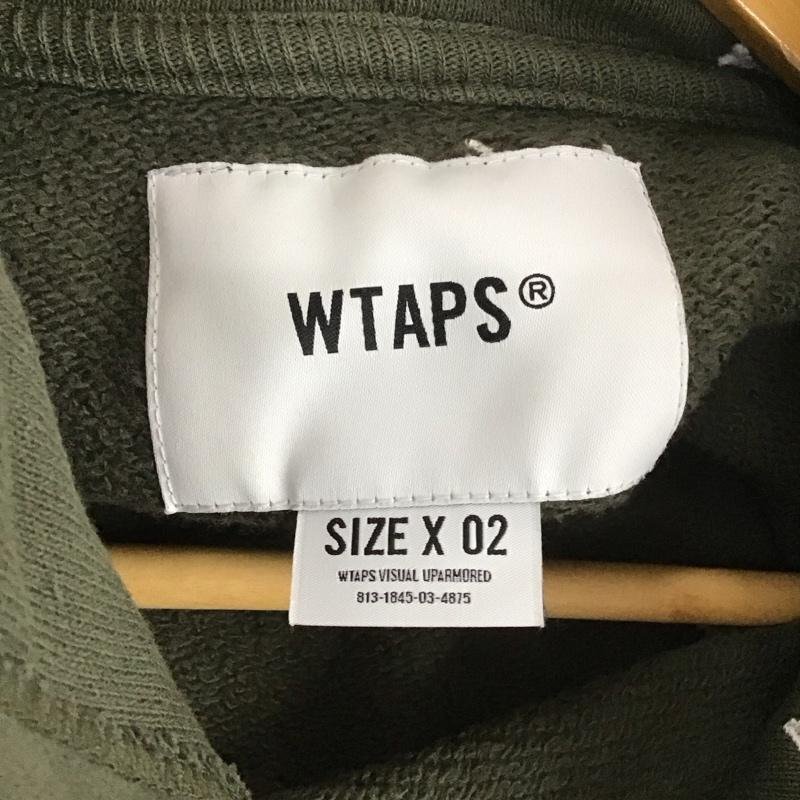 WTAPS®
SIZE X 02
WTAPS VISUAL UPARMORED
813-1845-03-4875